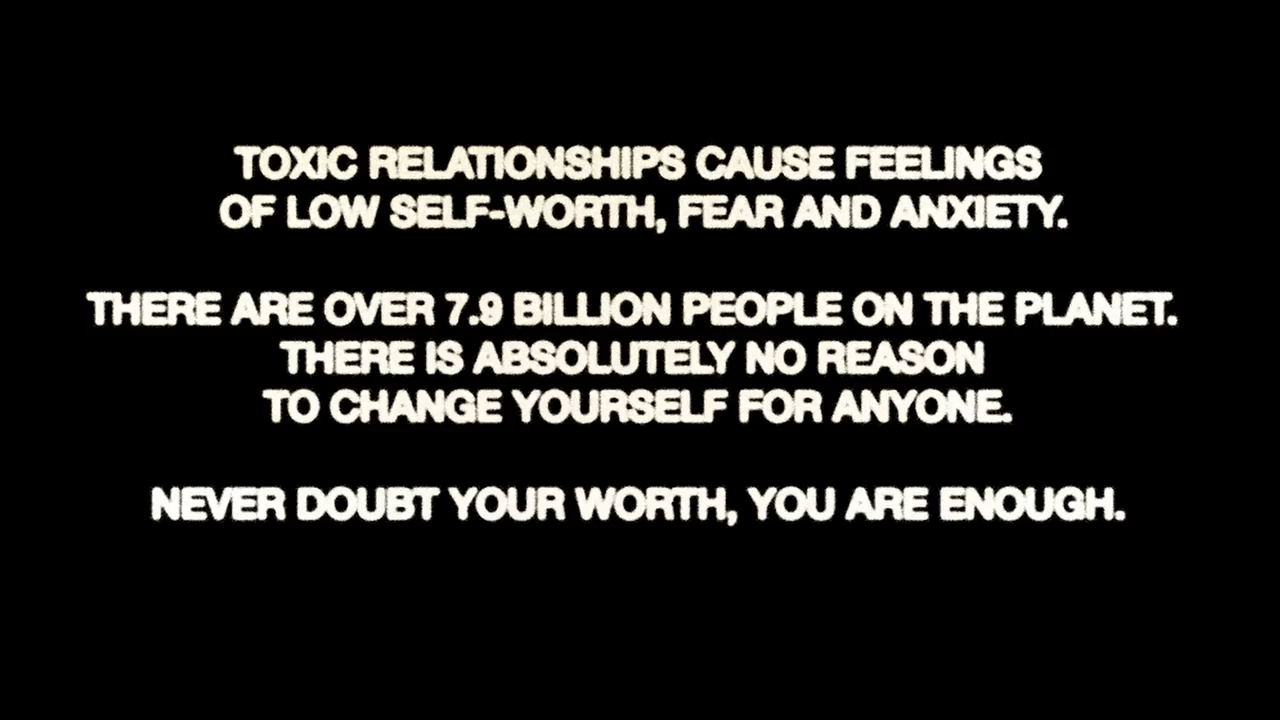 TOXIC RELATIONSHIPS CAUSE FEELINGS
OF LOW SELF-WORTH, FEAR AND ANXIETY.
THERE ARE OVER 7.9 BILLION PEOPLE ON THE PLANET.
THERE IS ABSOLUTELY NO REASON
TO CHANGE YOURSELF FOR ANYONE.
NEVER DOUBT YOUR WORTH, YOU ARE ENOUGH.